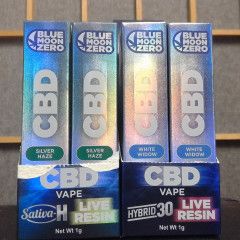 BLUE
MOON
ZERO
CBD
SILVER
HAZE
BLUE
MOON
ZERO
CBD
SILVER
HAZE
CBD
VAPE
Sativa-H LIVE
RESIN
Net Wt 1g
BLUE
MOON
ZERO
CBD
WHITE
WIDOW
BLUE
MOON
ZERO
CBD
WHITE
WIDOW
CBD
VAPE
HYBRID 30 LIVE
RESIN
Net Wt 1g